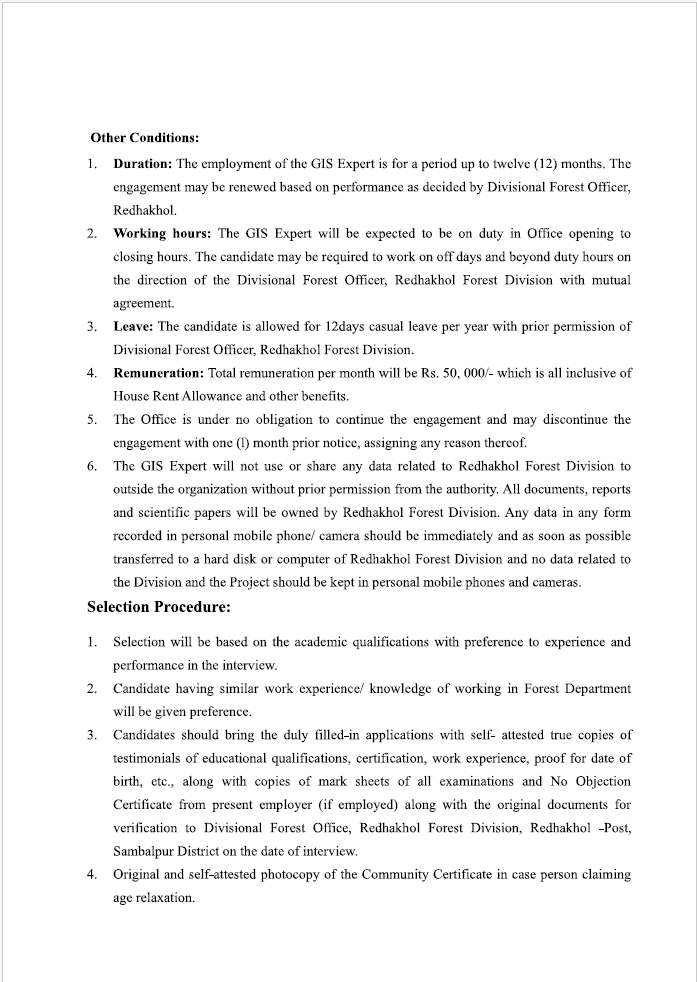 Other Conditions:
1. Duration: The employment of the GIS Expert is for a period up to twelve (12) months. The
engagement may be renewed based on performance as decided by Divisional Forest Officer,
Redhakhol.
2. Working hours: The GIS Expert will be expected to be on duty in Office opening to
closing hours. The candidate may be required to work on off days and beyond duty hours on
the direction of the Divisional Forest Officer, Redhakhol Forest Division with mutual
agreement.
3. Leave: The candidate is allowed for 12days casual leave per year with prior permission of
Divisional Forest Officer, Redhakhol Forest Division.
4. Remuneration: Total remuneration per month will be Rs. 50, 000/- which is all inclusive of
House Rent Allowance and other benefits.
5. The Office is under no obligation to continue the engagement and may discontinue the
engagement with one (l) month prior notice, assigning any reason thereof.
6. The GIS Expert will not use or share any data related to Redhakhol Forest Division to
outside the organization without prior permission from the authority. All documents, reports
and scientific papers will be owned by Redhakhol Forest Division. Any data in any form
recorded in personal mobile phone/ camera should be immediately and as soon as possible
transferred to a hard disk or computer of Redhakhol Forest Division and no data related to
the Division and the Project should be kept in personal mobile phones and cameras.
Selection Procedure:
1. Selection will be based on the academic qualifications with preference to experience and
performance in the interview.
2. Candidate having similar work experience/ knowledge of working in Forest Department
will be given preference.
3. Candidates should bring the duly filled-in applications with self- attested true copies of
testimonials of educational qualifications, certification, work experience, proof for date of
birth, etc., along with copies of mark sheets of all examinations and No Objection
Certificate from present employer (if employed) along with the original documents for
verification to Divisional Forest Office, Redhakhol Forest Division, Redhakhol –Post,
Sambalpur District on the date of interview.
4. Original and self-attested photocopy of the Community Certificate in case person claiming
age relaxation.